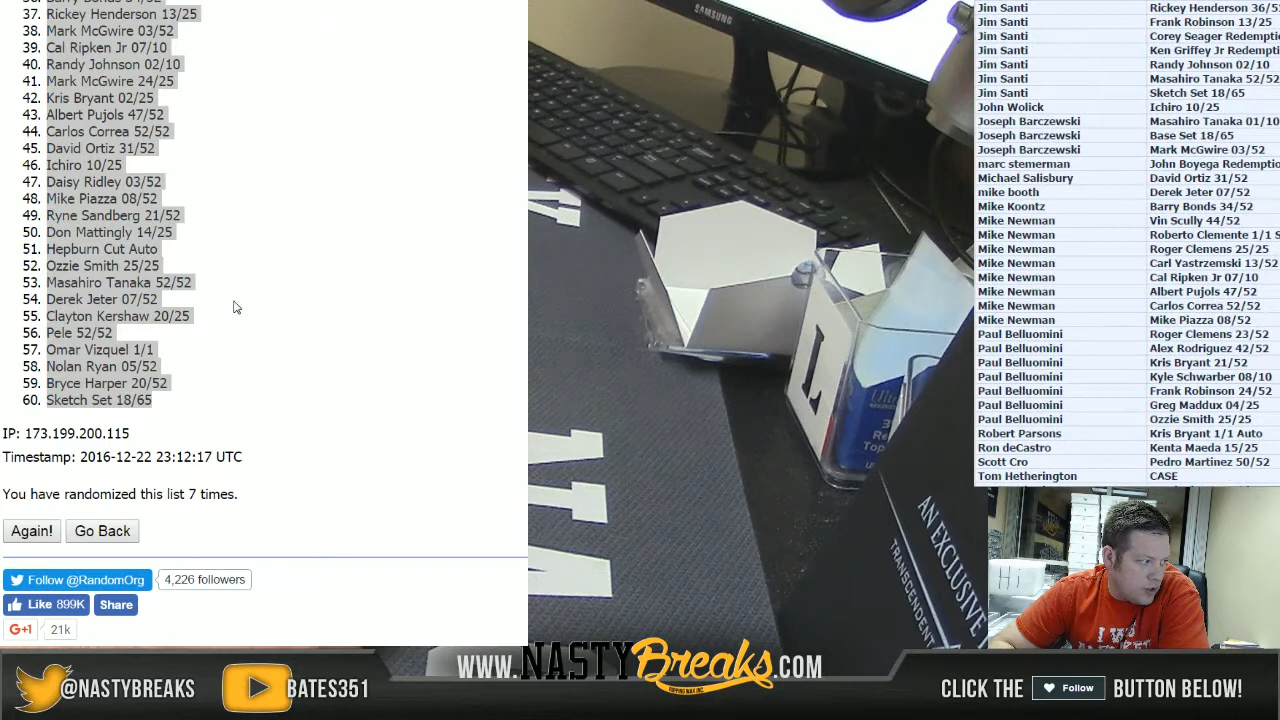 37. Rickey Henderson 13/25
38. Mark McGwire 03/52
39. Cal Ripken Jr 07/10
40. Randy Johnson 02/10
41. Mark McGwire 24/25
42. Kris Bryant 02/25
43. Albert Pujols 47/52
44. Carlos Correa 52/52
45. David Ortiz 31/52
46. Ichiro 10/25
47. Daisy Ridley 03/52
48. Mike Piazza 08/52
49. Ryne Sandberg 21/52
50. Don Mattingly 14/25
51. Hepburn Cut Auto
52. Ozzie Smith 25/25
53. Masahiro Tanaka 52/52
54. Derek Jeter 07/52
55. Clayton Kershaw 20/25
56. Pele 52/52
57. Omar Vizquel 1/1
58. Nolan Ryan 05/52
59. Bryce Harper 20/52
60. Sketch Set 18/65
IP: 173.199.200.115
Timestamp: 2016-12-22 23:12:17 UTC
You have randomized this list 7 times.
Again! Go Back
Follow @RandomOrg 4,226 followers
Like 899K Share
G+1 21k
SAMSUNG
L
AN EXCLUSIVE
TRANSCENDENT
Jim Santi Rickey Henderson 36/5
Jim Santi Frank Robinson 13/25
Jim Santi Corey Seager Redemptio
Jim Santi Ken Griffey Jr Redempti
Jim Santi Randy Johnson 02/10
Jim Santi Masahiro Tanaka 52/52
Jim Santi Sketch Set 18/65
John Wolick Ichiro 10/25
Joseph Barczewski Masahiro Tanaka 01/10
Joseph Barczewski Base Set 18/65
Joseph Barczewski Mark McGwire 03/52
marc stemerman John Boyega Redemptio
Michael Salisbury David Ortiz 31/52
mike booth Derek Jeter 07/52
Mike Koontz Barry Bonds 34/52
Mike Newman Vin Scully 44/52
Mike Newman Roberto Clemente 1/1 S
Mike Newman Roger Clemens 25/25
Mike Newman Carl Yastrzemski 13/52
Mike Newman Cal Ripken Jr 07/10
Mike Newman Albert Pujols 47/52
Mike Newman Carlos Correa 52/52
Mike Newman Mike Piazza 08/52
Paul Belluomini Roger Clemens 23/52
Paul Belluomini Alex Rodriguez 42/52
Paul Belluomini Kris Bryant 21/52
Paul Belluomini Kyle Schwarber 08/10
Paul Belluomini Frank Robinson 24/52
Paul Belluomini Greg Maddux 04/25
Paul Belluomini Ozzie Smith 25/25
Robert Parsons Kris Bryant 1/1 Auto
Ron deCastro Kenta Maeda 15/25
Scott Cro Pedro Martinez 50/52
Tom Hetherington CASE
@NASTYBREAKS
BATES351
WWW.NASTYBreaks.COM
CLICK THE Follow BUTTON BELOW!